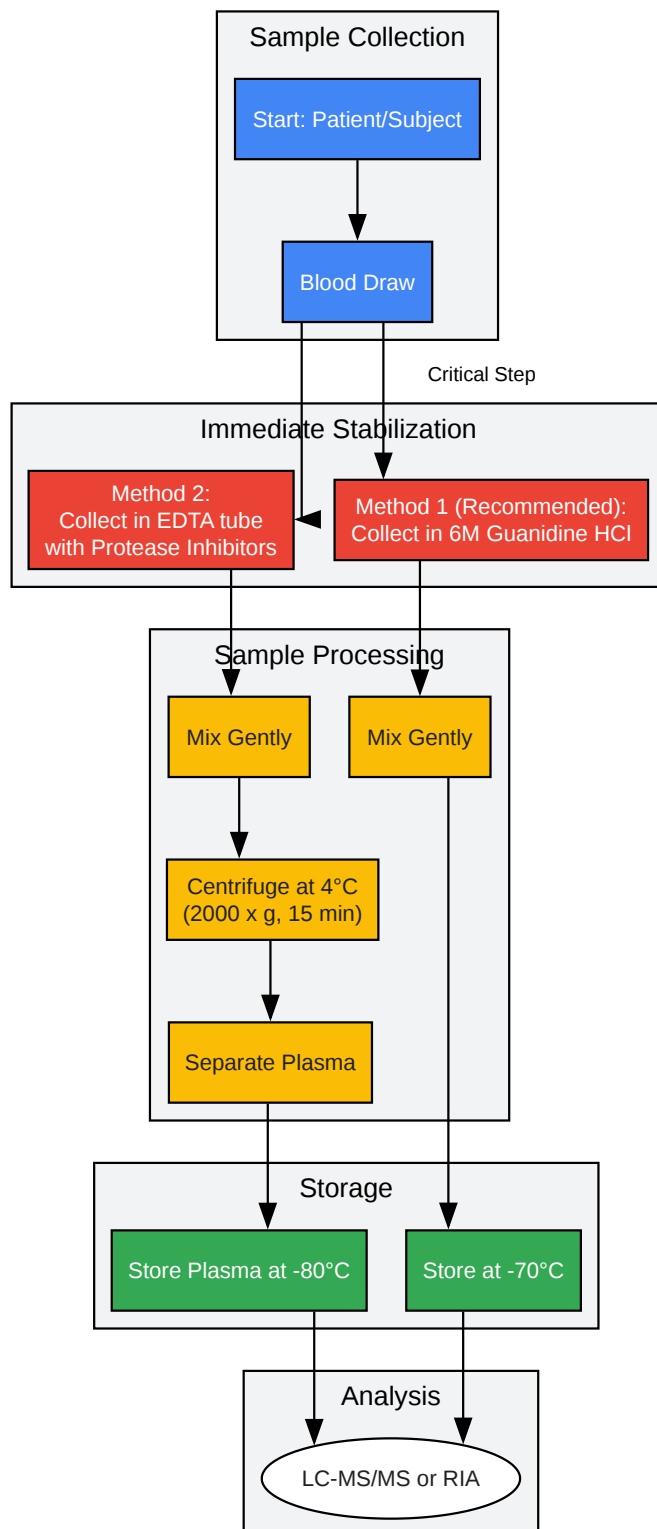 Sample Collection
Start: Patient/Subject
Blood Draw
Critical Step
Immediate Stabilization
Method 2:
Collect in EDTA tube
with Protease Inhibitors
Method 1 (Recommended):
Collect in 6M Guanidine HCl
Sample Processing
Mix Gently
Mix Gently
Centrifuge at 4°C
(2000 x g, 15 min)
Separate Plasma
Storage
Store Plasma at -80°C
Store at -70°C
Analysis
LC-MS/MS or RIA